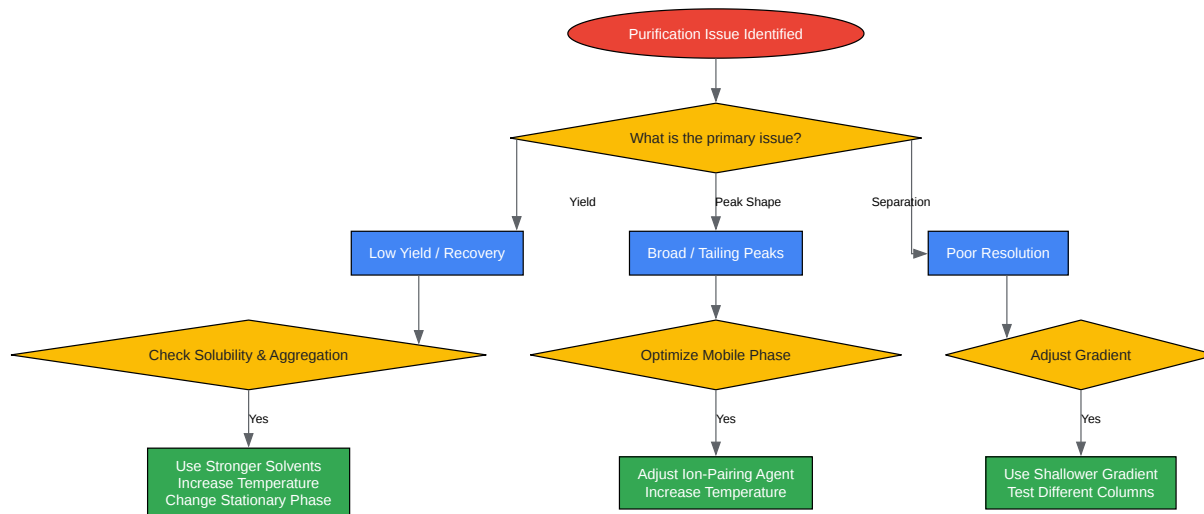 Purification Issue Identified
What is the primary issue?
Yield
Peak Shape
Separation
Low Yield / Recovery
Broad / Tailing Peaks
Poor Resolution
Check Solubility & Aggregation
Optimize Mobile Phase
Adjust Gradient
Yes
Yes
Yes
Use Stronger Solvents
Increase Temperature
Change Stationary Phase
Adjust Ion-Pairing Agent
Increase Temperature
Use Shallower Gradient
Test Different Columns